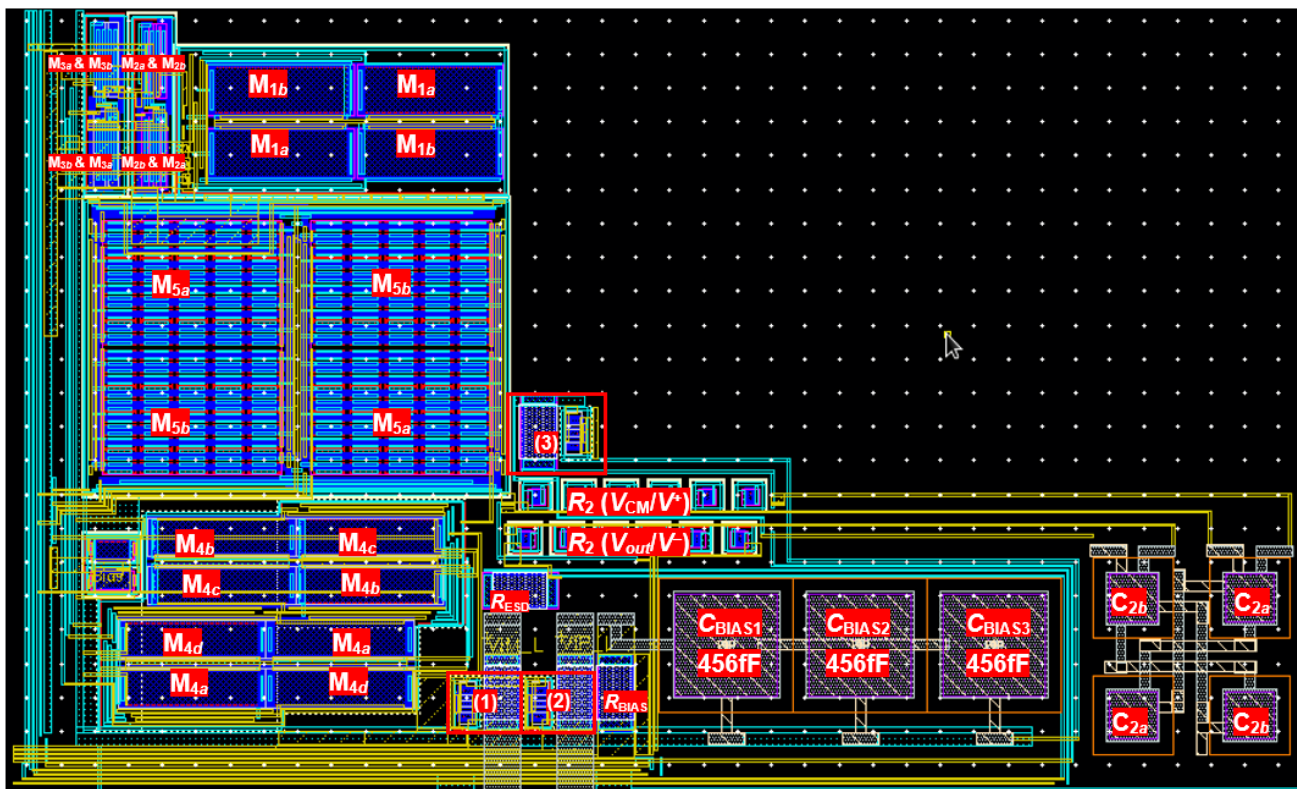 M3a & M3b M2a & M2b
M1b M1a
M1a M1b
M3b & M3a M2b & M2a
M5a M5b
M5b M5a
(3)
R2 (VCM/V+)
R2 (Vout/V−)
M4b M4c
M4c M4b
RESD
M4d M4a
M4a M4d
(1) (2)
RBIAS
CBIAS1 CBIAS2 CBIAS3
456fF 456fF 456fF
C2b C2a
C2a C2b